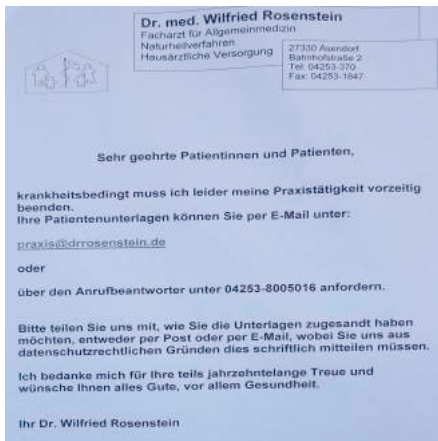 Dr. med. Wilfried Rosenstein
Facharzt für Allgemeinmedizin
Naturheilverfahren
Hausärztliche Versorgung
27330 Asendorf
Bahnhofstraße 2
Tel: 04253-370
Fax: 04253-1847
Sehr geehrte Patientinnen und Patienten,
krankheitsbedingt muss ich leider meine Praxistätigkeit vorzeitig
beenden.
Ihre Patientenunterlagen können Sie per E-Mail unter:
praxis@drrosenstein.de
oder
über den Anrufbeantworter unter 04253-8005016 anfordern.
Bitte teilen Sie uns mit, wie Sie die Unterlagen zugesandt haben
möchten, entweder per Post oder per E-Mail, wobei Sie uns aus
datenschutzrechtlichen Gründen dies schriftlich mitteilen müssen.
Ich bedanke mich für Ihre teils jahrzehntelange Treue und
wünsche Ihnen alles Gute, vor allem Gesundheit.
Ihr Dr. Wilfried Rosenstein